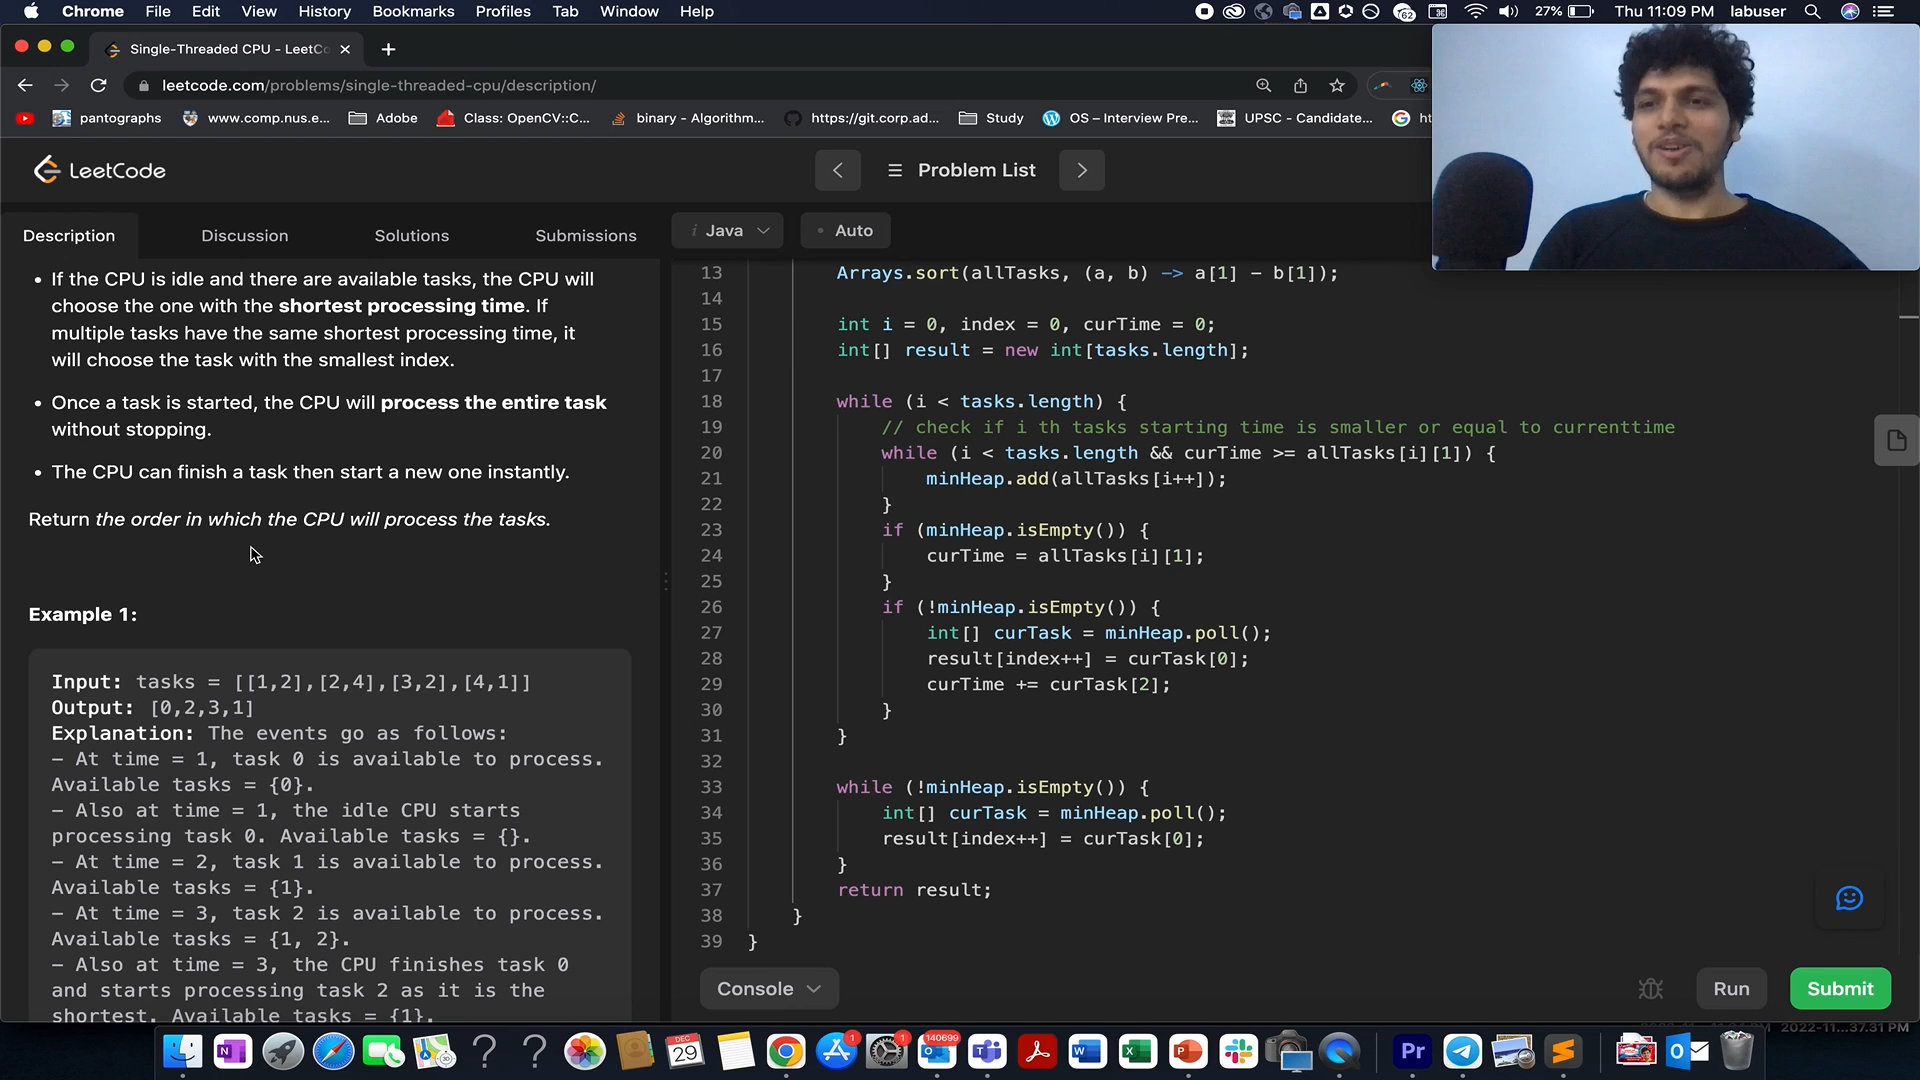 Chrome File Edit View History Bookmarks Profiles Tab Window Help 62 27% Thu 11:09 PM labuser
Single-Threaded CPU - LeetCo
leetcode.com/problems/single-threaded-cpu/description/
pantographs www.comp.nus.e... Adobe Class: OpenCV::C... binary - Algorithm... https://git.corp.ad... Study OS – Interview Pre... UPSC - Candidate...
LeetCode
Problem List
Description Discussion Solutions Submissions
i Java
Auto
• If the CPU is idle and there are available tasks, the CPU will
choose the one with the shortest processing time. If
multiple tasks have the same shortest processing time, it
will choose the task with the smallest index.
• Once a task is started, the CPU will process the entire task
without stopping.
• The CPU can finish a task then start a new one instantly.
Return the order in which the CPU will process the tasks.
Example 1:
Input: tasks = [[1,2],[2,4],[3,2],[4,1]]
Output: [0,2,3,1]
Explanation: The events go as follows:
– At time = 1, task 0 is available to process.
Available tasks = {0}.
– Also at time = 1, the idle CPU starts
processing task 0. Available tasks = {}.
– At time = 2, task 1 is available to process.
Available tasks = {1}.
– At time = 3, task 2 is available to process.
Available tasks = {1, 2}.
– Also at time = 3, the CPU finishes task 0
and starts processing task 2 as it is the
shortest. Available tasks = {1}.
13 Arrays.sort(allTasks, (a, b) -> a[1] - b[1]);
14
15 int i = 0, index = 0, curTime = 0;
16 int[] result = new int[tasks.length];
17
18 while (i < tasks.length) {
19 // check if i th tasks starting time is smaller or equal to currenttime
20 while (i < tasks.length && curTime >= allTasks[i][1]) {
21 minHeap.add(allTasks[i++]);
22 }
23 if (minHeap.isEmpty()) {
24 curTime = allTasks[i][1];
25 }
26 if (!minHeap.isEmpty()) {
27 int[] curTask = minHeap.poll();
28 result[index++] = curTask[0];
29 curTime += curTask[2];
30 }
31 }
32
33 while (!minHeap.isEmpty()) {
34 int[] curTask = minHeap.poll();
35 result[index++] = curTask[0];
36 }
37 return result;
38 }
39 }
Console
Run
Submit
DEC
29
1
1
140699
Pr